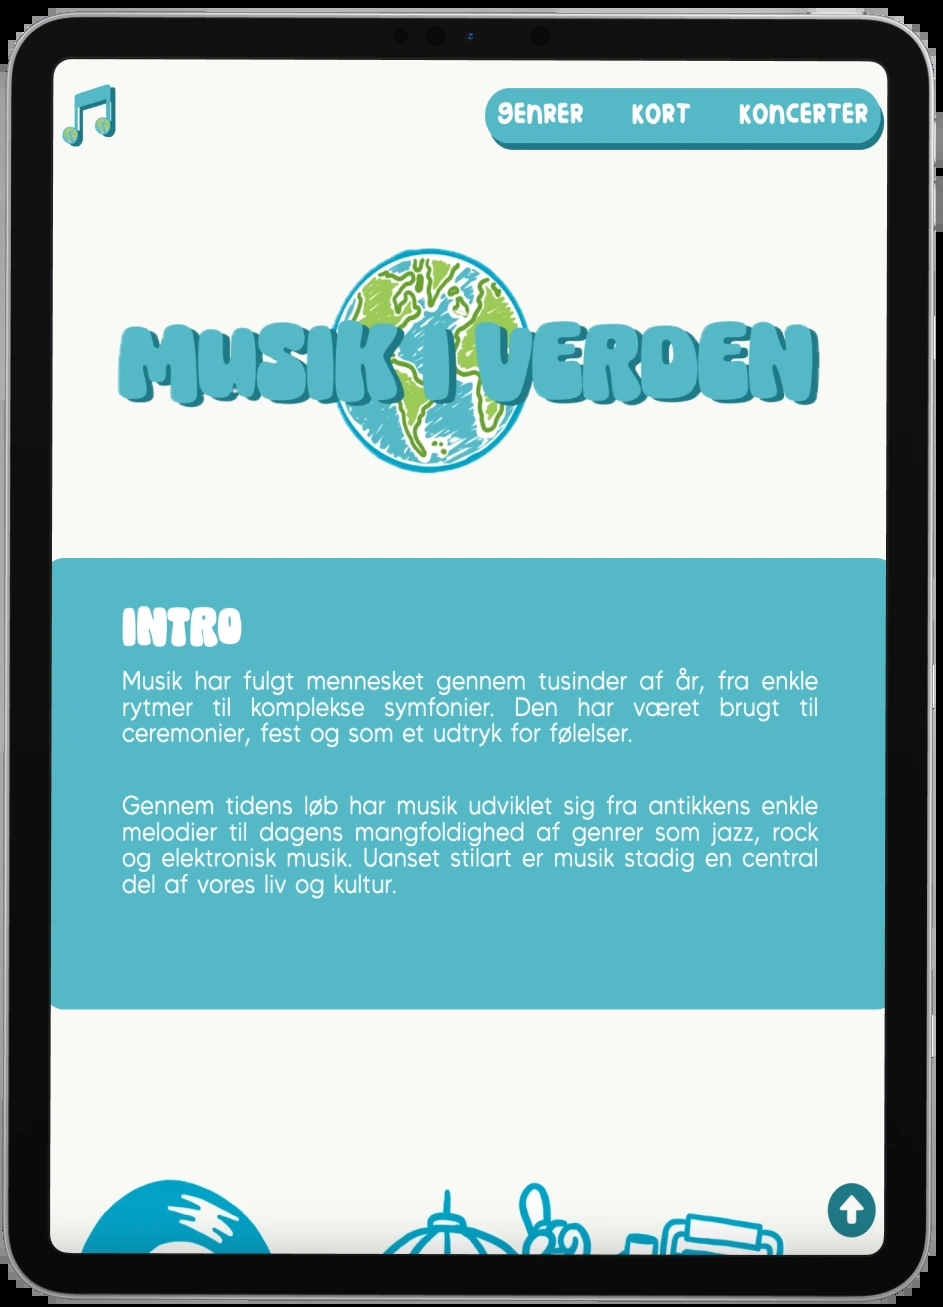 GENRER KORT KONCERTER
MUSIK I VERDEN
INTRO
Musik har fulgt mennesket gennem tusinder af år, fra enkle
rytmer til komplekse symfonier. Den har været brugt til
ceremonier, fest og som et udtryk for følelser.
Gennem tidens løb har musik udviklet sig fra antikkens enkle
melodier til dagens mangfoldighed af genrer som jazz, rock
og elektronisk musik. Uanset stilart er musik stadig en central
del af vores liv og kultur.